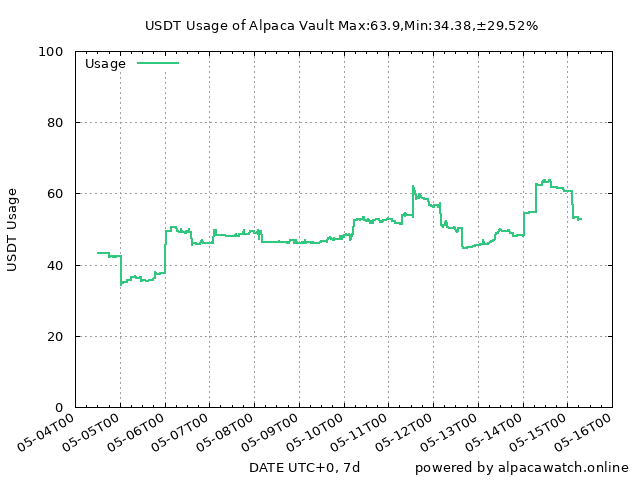 USDT Usage of Alpaca Vault Max:63.9,Min:34.38,±29.52%
100
Usage
80
60
40
20
0
USDT Usage
05-04T00
05-05T00
05-06T00
05-07T00
05-08T00
05-09T00
05-10T00
05-11T00
05-12T00
05-13T00
05-14T00
05-15T00
05-16T00
DATE UTC+0, 7d
powered by alpacawatch.online